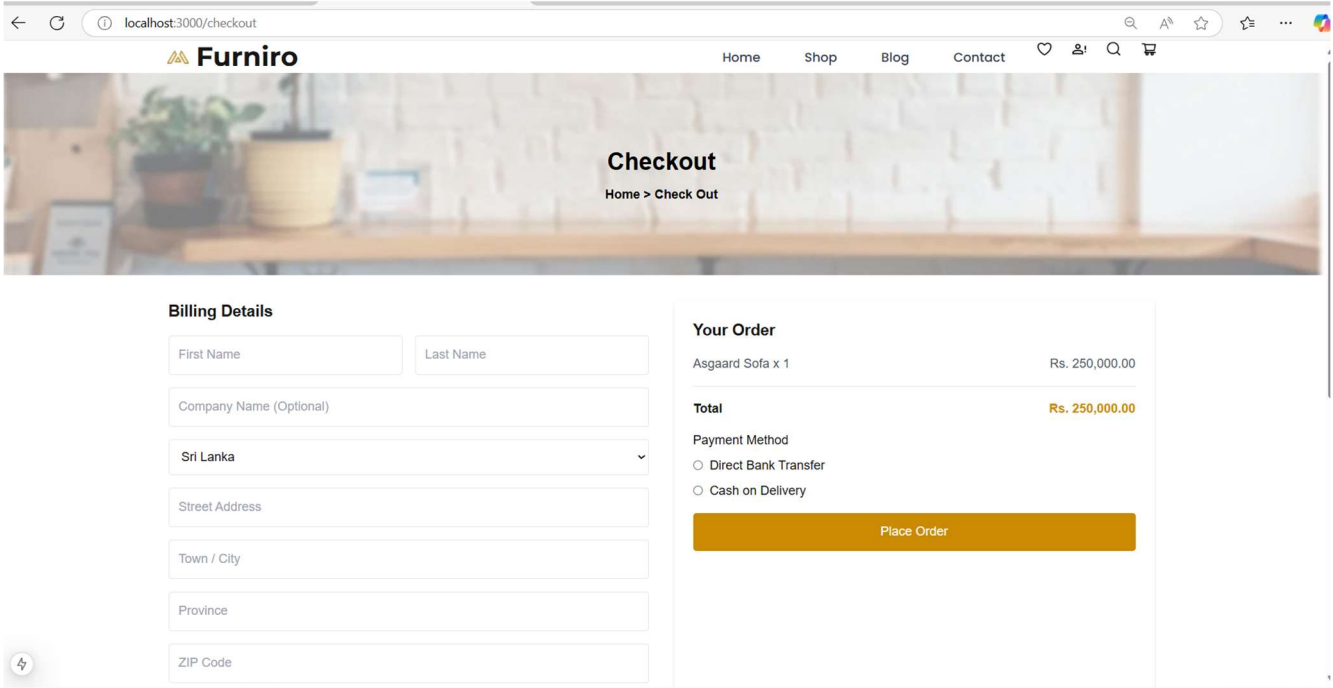 localhost:3000/checkout
Furniro
Home Shop Blog Contact
Checkout
Home > Check Out
Billing Details
First Name Last Name
Company Name (Optional)
Sri Lanka
Street Address
Town / City
Province
ZIP Code
Your Order
Asgaard Sofa x 1 Rs. 250,000.00
Total Rs. 250,000.00
Payment Method
Direct Bank Transfer
Cash on Delivery
Place Order